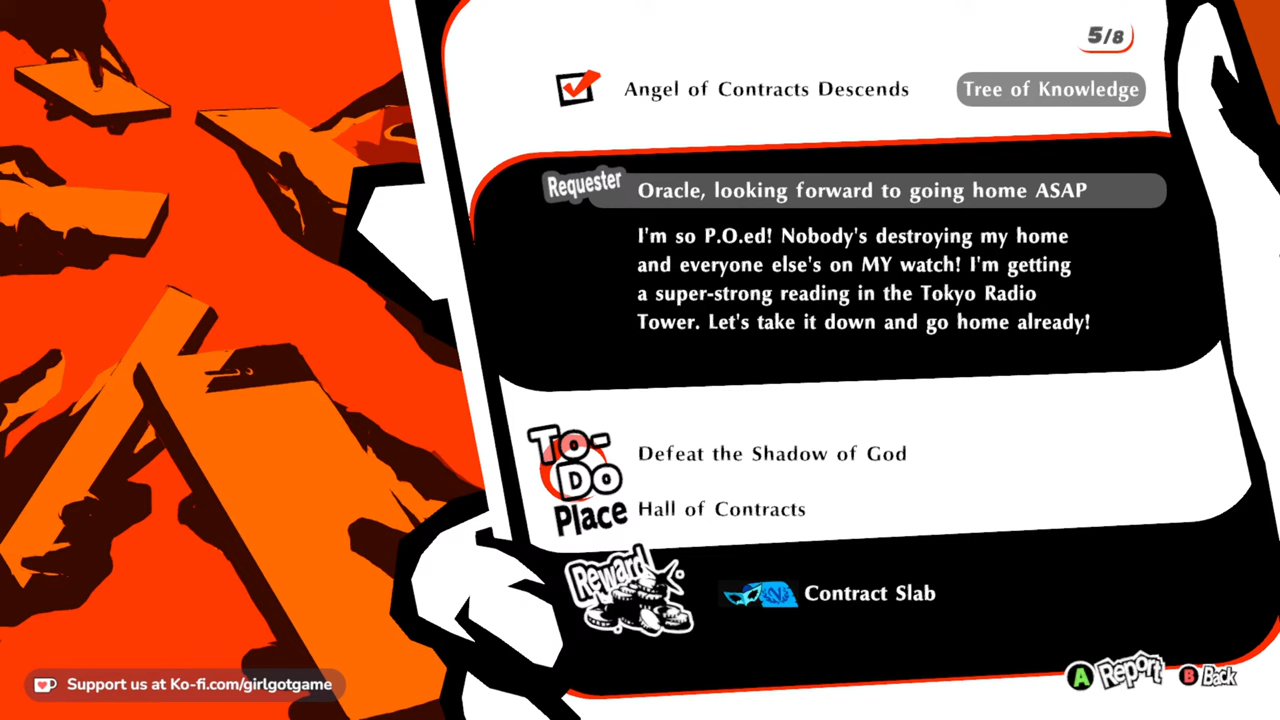 5/8
Angel of Contracts Descends
Tree of Knowledge
Requester
Oracle, looking forward to going home ASAP
I'm so P.O.ed! Nobody's destroying my home
and everyone else's on MY watch! I'm getting
a super-strong reading in the Tokyo Radio
Tower. Let's take it down and go home already!
To-
Do
Defeat the Shadow of God
Place
Hall of Contracts
Reward
Contract Slab
Support us at Ko-fi.com/girlgotgame
A Report B Back